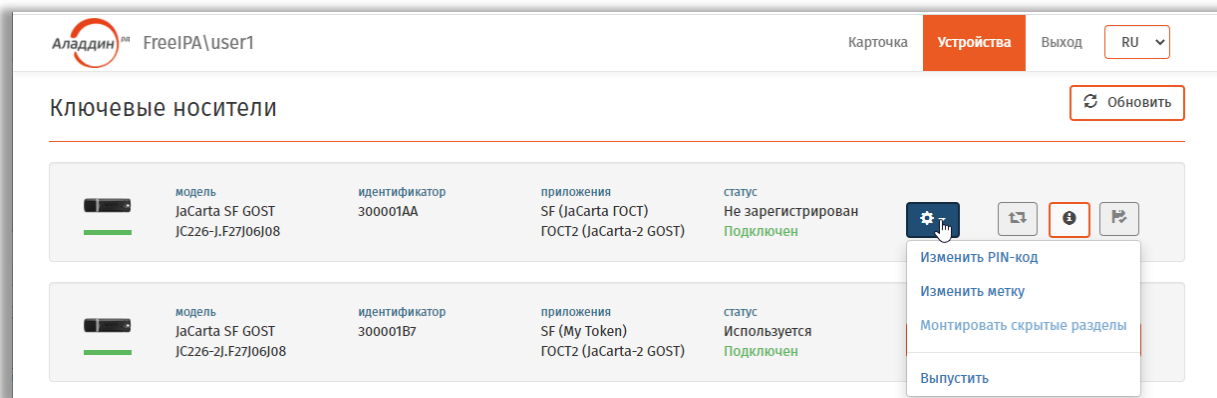 Аладдин РД FreeIPA\user1 Карточка Устройства Выход RU
Ключевые носители Обновить
модель идентификатор приложения статус
JaCarta SF GOST 300001AA SF (JaCarta ГОСТ) Не зарегистрирован
JC226-J.F27J06J08 ГОСТ2 (JaCarta-2 GOST) Подключен
Изменить PIN-код
Изменить метку
Монтировать скрытые разделы
Выпустить
модель идентификатор приложения статус
JaCarta SF GOST 300001B7 SF (My Token) Используется
JC226-2J.F27J06J08 ГОСТ2 (JaCarta-2 GOST) Подключен